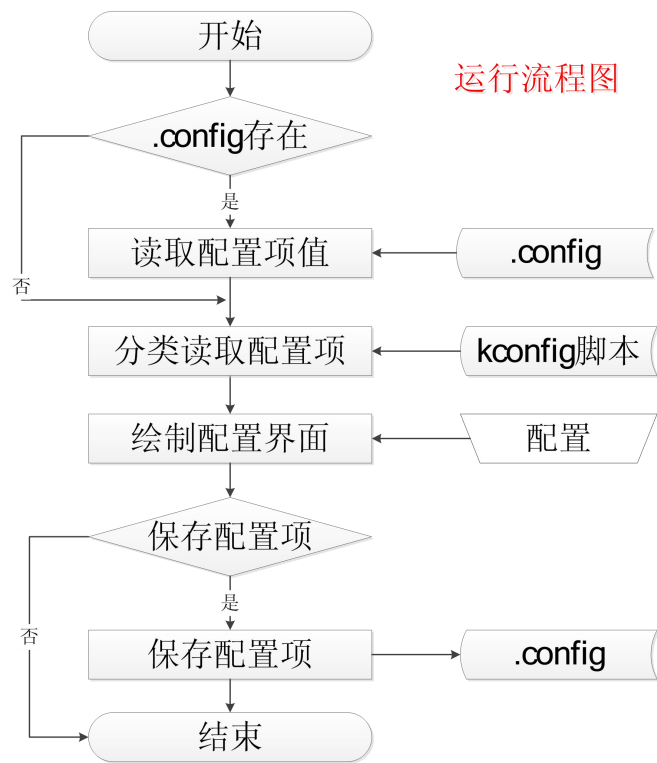 开始
运行流程图
.config存在
是
读取配置项值
.config
否
分类读取配置项
kconfig脚本
绘制配置界面
配置
保存配置项
是
否
保存配置项
.config
结束